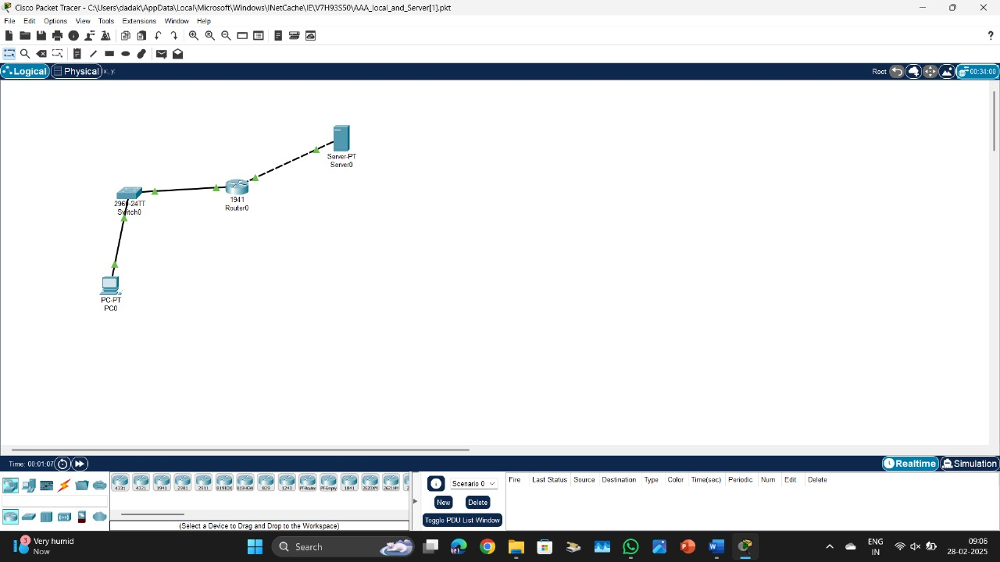 Cisco Packet Tracer - C:\Users\dadak\AppData\Local\Microsoft\Windows\INetCache\IE\V7H93S50\AAA_local_and_Server[1].pkt
File Edit Options View Tools Extensions Window Help
?
Logical Physical x: y: Root 00:34:00
Server-PT
Server0
1941
Router0
2960-24TT
Switch0
PC-PT
PC0
Time: 00:01:07 Realtime Simulation
4331 4321 1941 2901 2911 819IOX 819HGW 829 1240 PT-Router PT-Empty 1841 2620XM 2621XM 2
Scenario 0
New Delete
Toggle PDU List Window
Fire Last Status Source Destination Type Color Time(sec) Periodic Num Edit Delete
(Select a Device to Drag and Drop to the Workspace)
3 Very humid
Now
Search
ENG
IN
09:06
28-02-2025